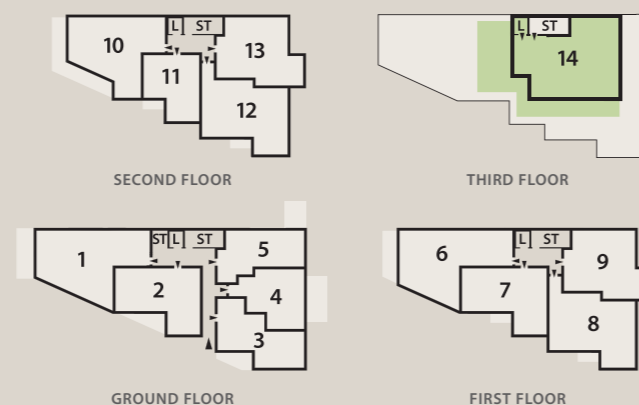 10
L ST
13
11
12
SECOND FLOOR
L ST
14
THIRD FLOOR
ST L ST
5
1
2
4
3
GROUND FLOOR
L ST
6
9
7
8
FIRST FLOOR